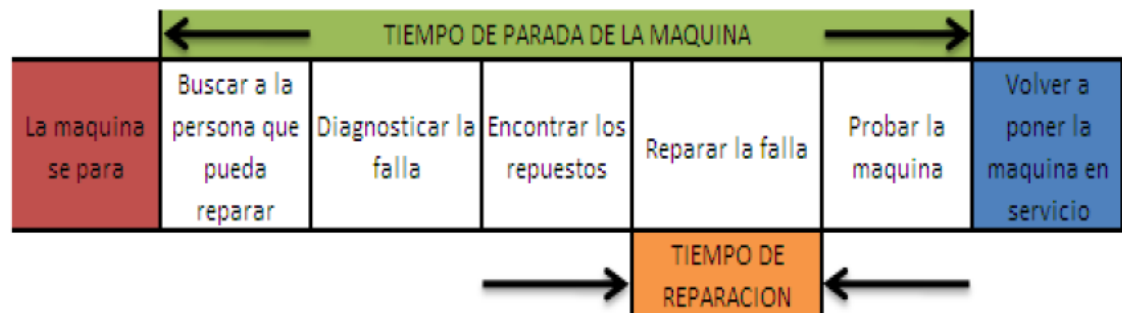 TIEMPO DE PARADA DE LA MAQUINA
La maquina
se para
Buscar a la
persona que
pueda
reparar
Diagnosticar la
falla
Encontrar los
repuestos
Reparar la falla
Probar la
maquina
Volver a
poner la
maquina en
servicio
TIEMPO DE
REPARACION